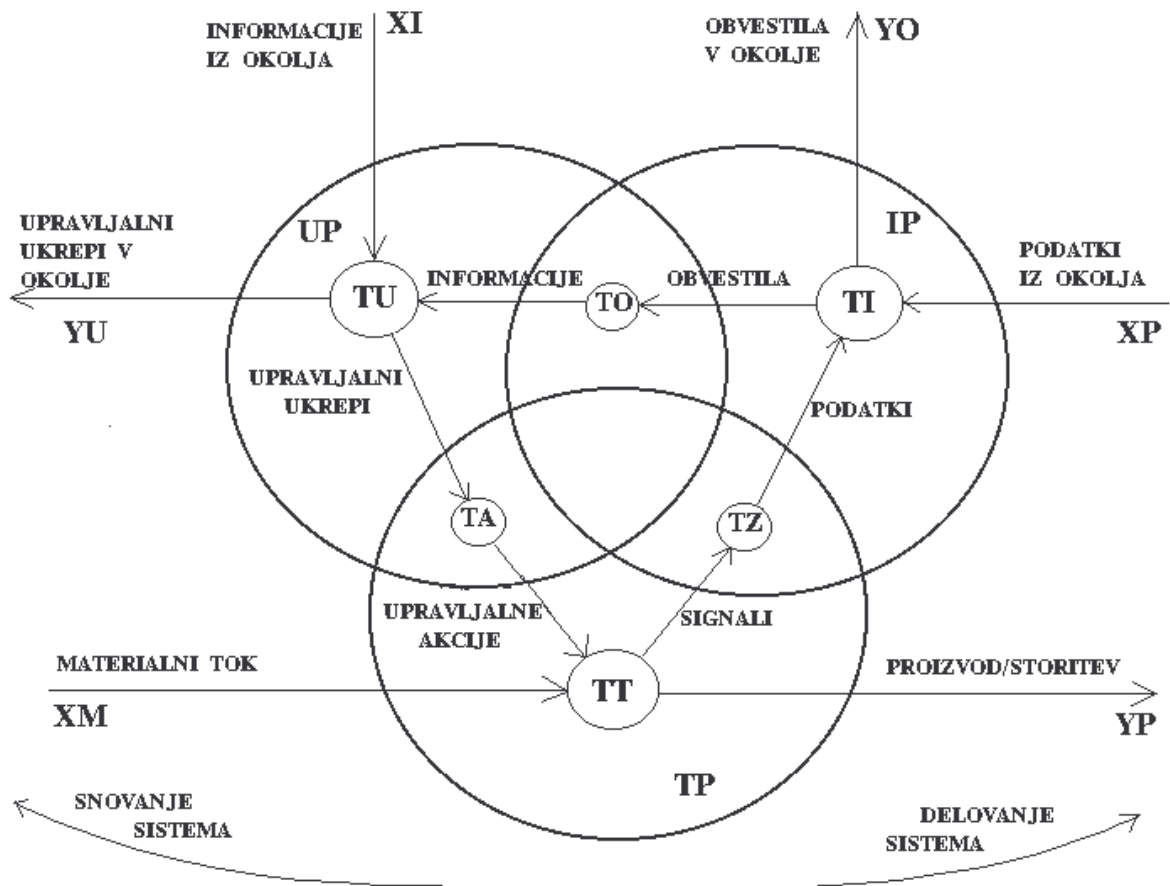 INFORMACIJE
IZ OKOLJA
XI
OBVESTILA
V OKOLJE
YO
UPRAVLJALNI
UKREPI V
OKOLJE
YU
UP
IP
PODATKI
IZ OKOLJA
XP
TU
INFORMACIJE
TO
OBVESTILA
TI
UPRAVLJALNI
UKREPI
PODATKI
TA
TZ
UPRAVLJALNE
AKCIJE
SIGNALI
MATERIALNI TOK
XM
TT
PROIZVOD/STORITEV
YP
TP
SNOVANJE
SISTEMA
DELOVANJE
SISTEMA